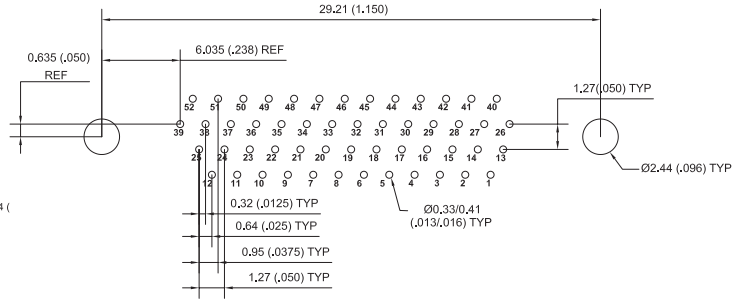 29.21 (1.150)
0.635 (.050)
REF
6.035 (.238) REF
1.27(.050) TYP
52 51 50 49 48 47 46 45 44 43 42 41 40
39 38 37 36 35 34 33 32 31 30 29 28 27 26
25 24 23 22 21 20 19 18 17 16 15 14 13
12 11 10 9 7 8 6 5 4 3 2 1
Ø2.44 (.096) TYP
4 (
0.32 (.0125) TYP
Ø0.33/0.41
(.013/.016) TYP
0.64 (.025) TYP
0.95 (.0375) TYP
1.27 (.050) TYP